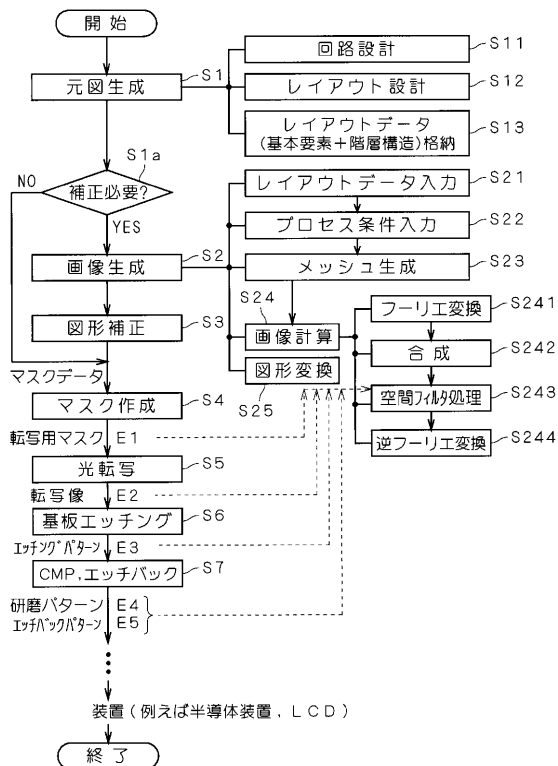 開始
元図生成
S1
回路設計
S11
レイアウト設計
S12
レイアウトデータ
(基本要素＋階層構造)格納
S13
S1a
NO
補正必要?
YES
レイアウトデータ入力
S21
プロセス条件入力
S22
画像生成
S2
メッシュ生成
S23
S24
画像計算
フーリエ変換
S241
図形補正
S3
合成
S242
図形変換
S25
マスクデータ
空間フィルタ処理
S243
マスク作成
S4
逆フーリエ変換
S244
転写用マスク E1
光転写
S5
転写像 E2
基板エッチング
S6
エッチングパターン E3
CMP,エッチバック
S7
研磨パターン E4
エッチバックパターン E5
装置(例えば半導体装置,LCD)
終了